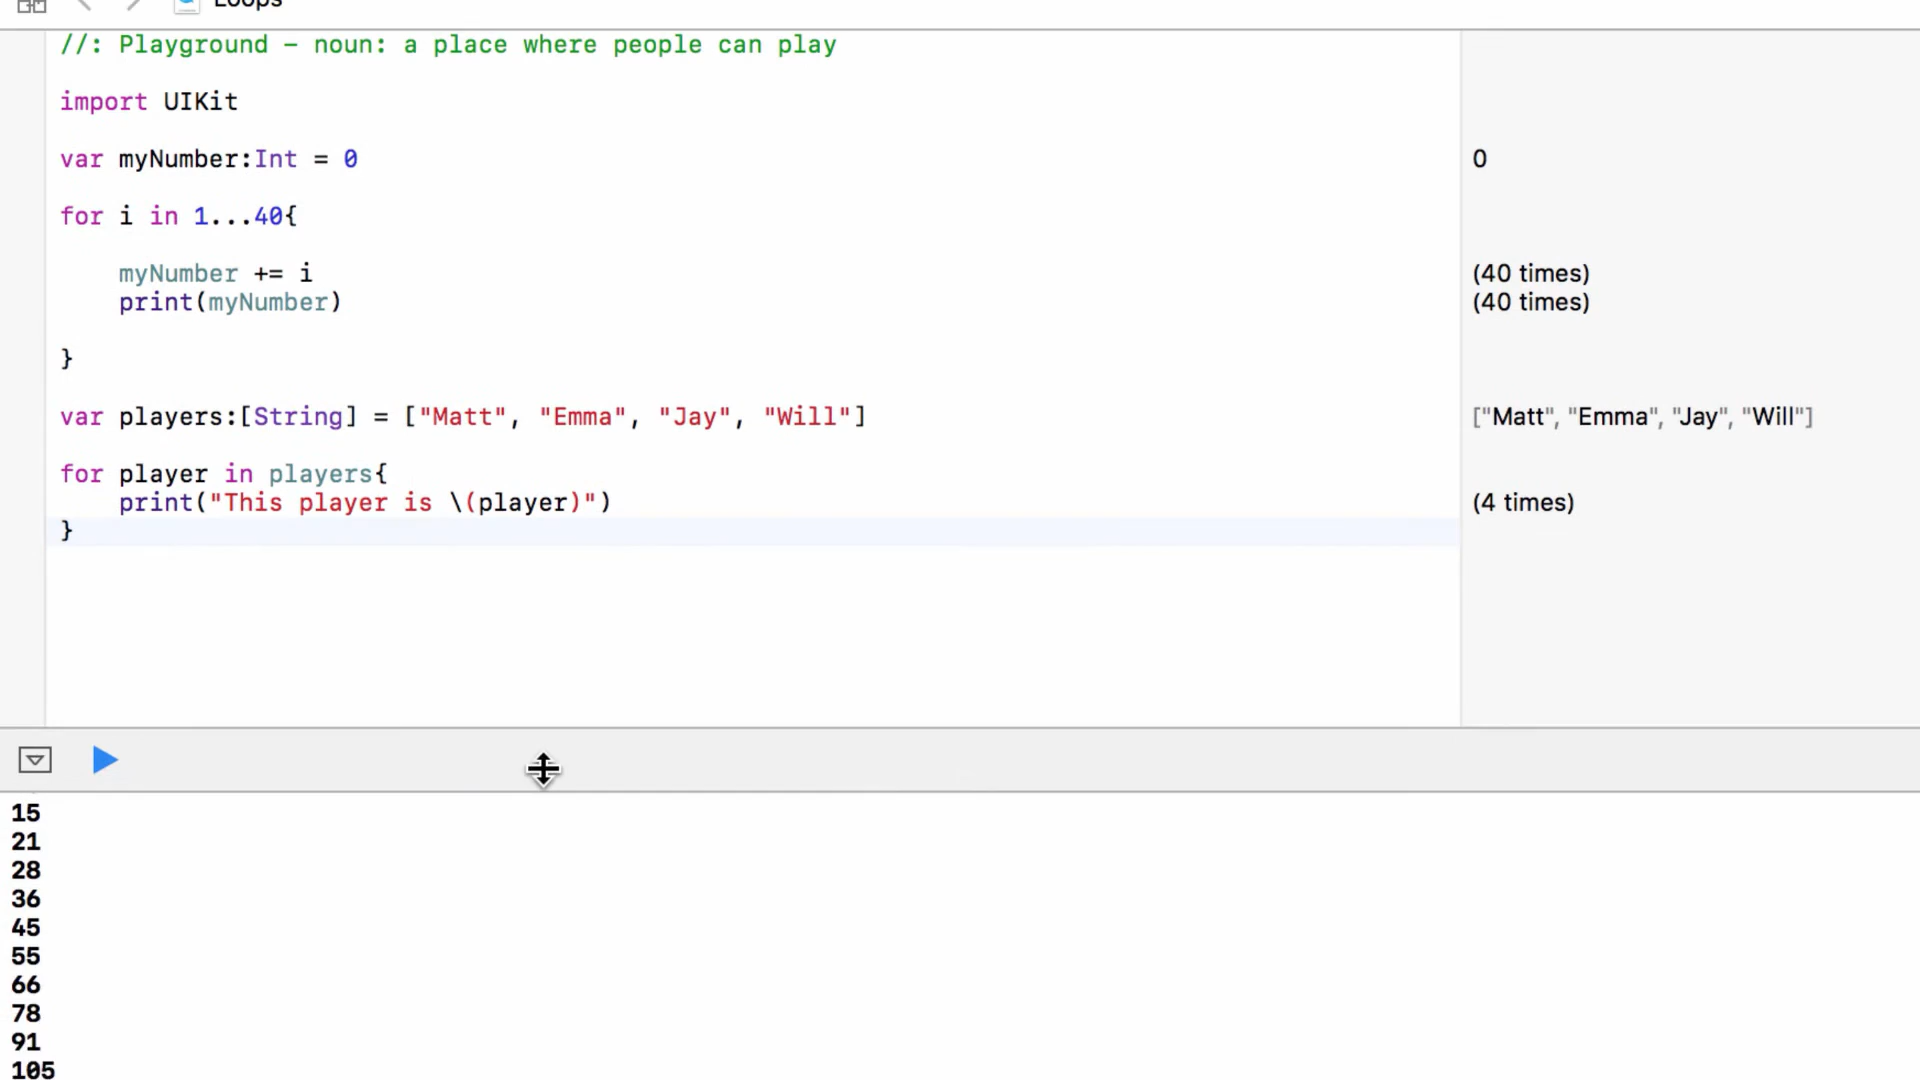 Loops
//: Playground – noun: a place where people can play
import UIKit
var myNumber:Int = 0
0
for i in 1...40{
myNumber += i
(40 times)
print(myNumber)
(40 times)
}
var players:[String] = ["Matt", "Emma", "Jay", "Will"]
["Matt", "Emma", "Jay", "Will"]
for player in players{
print("This player is \(player)")
(4 times)
}
15
21
28
36
45
55
66
78
91
105